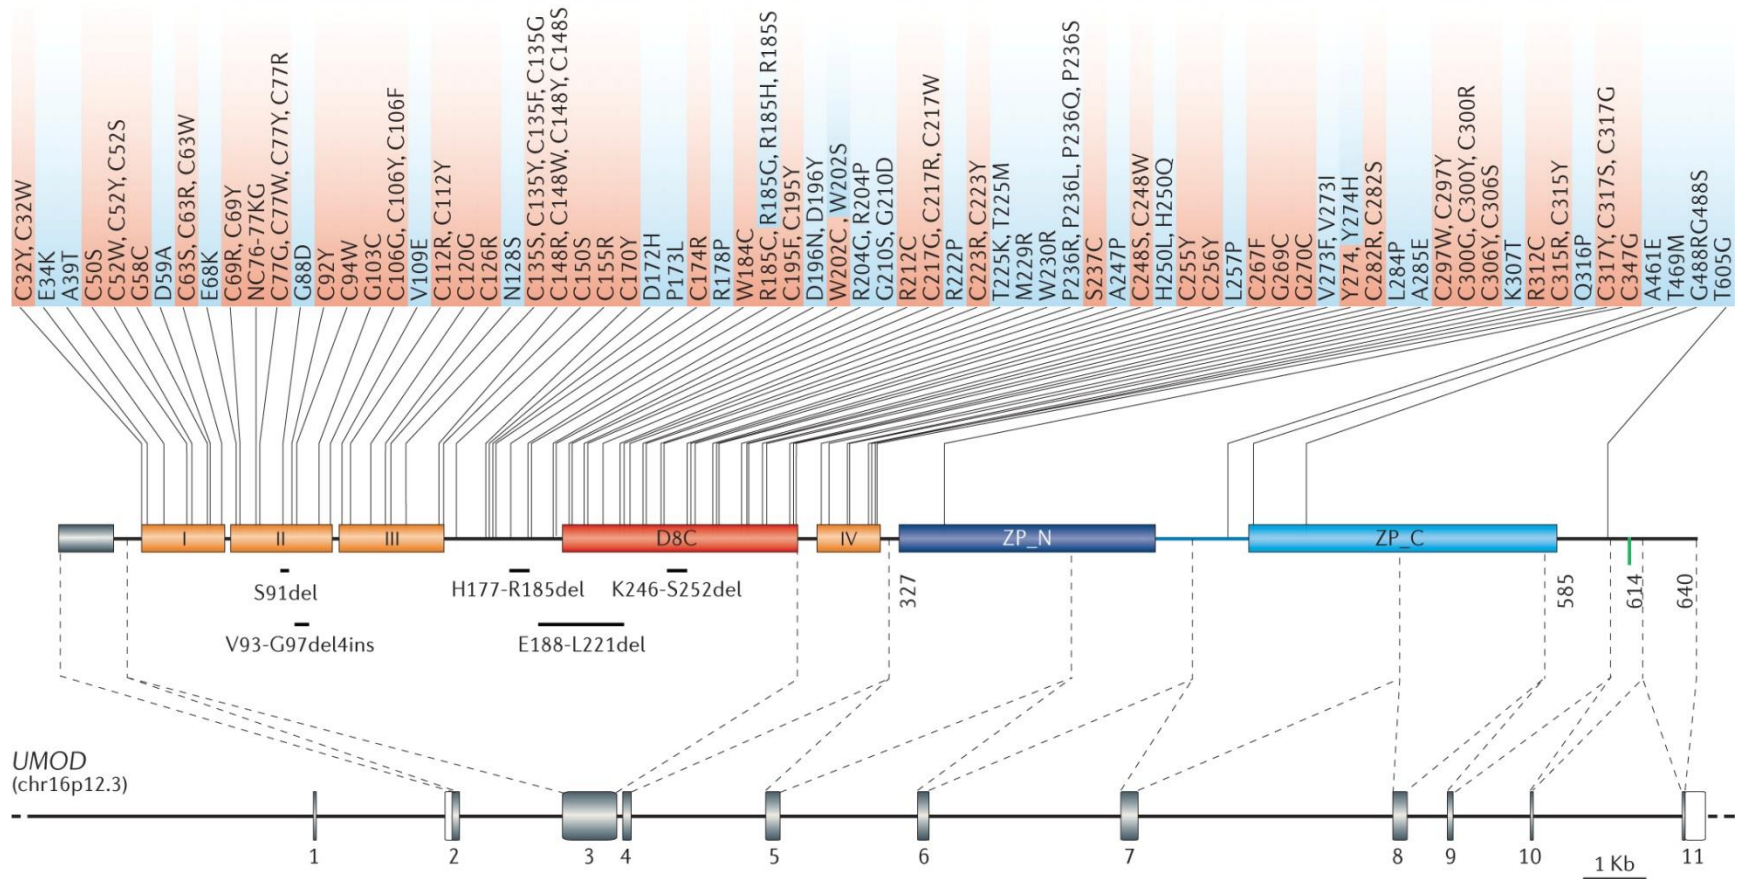 C32Y, C32W
E34K
A39T
C50S
C52W, C52Y, C52S
G58C
D59A
C63S, C63R, C63W
E68K
C69R, C69Y
NC76-77KG
C77G, C77W, C77Y, C77R
G88D
C92Y
C94W
G103C
C106G, C106Y, C106F
V109E
C112R, C112Y
C120G
C126R
N128S
C135S, C135Y, C135F, C135G
C148R, C148W, C148Y, C148S
C150S
C155R
C170Y
D172H
P173L
C174R
R178P
W184C
R185C, R185G, R185H, R185S
C195F, C195Y
D196N, D196Y
W202C, W202S
R204G, R204P
G210S, G210D
R212C
C217G, C217R, C217W
R222P
C223R, C223Y
T225K, T225M
M229R
W230R
P236R, P236L, P236Q, P236S
S237C
A247P
C248S, C248W
H250L, H250Q
C255Y
C256Y
L257P
C267F
G269C
G270C
V273F, V273I
Y274, Y274H
C282R, C282S
L284P
A285E
C297W, C297Y
C300G, C300Y, C300R
C306Y, C306S
K307T
R312C
C315R, C315Y
Q316P
C317Y, C317S, C317G
C347G
A461E
T469M
G488RG488S
T605G
I
II
III
D8C
IV
ZP_N
ZP_C
S91del
H177-R185del
K246-S252del
V93-G97del4ins
E188-L221del
327
585
614
640
UMOD
(chr16p12.3)
1
2
3
4
5
6
7
8
9
10
11
1 Kb